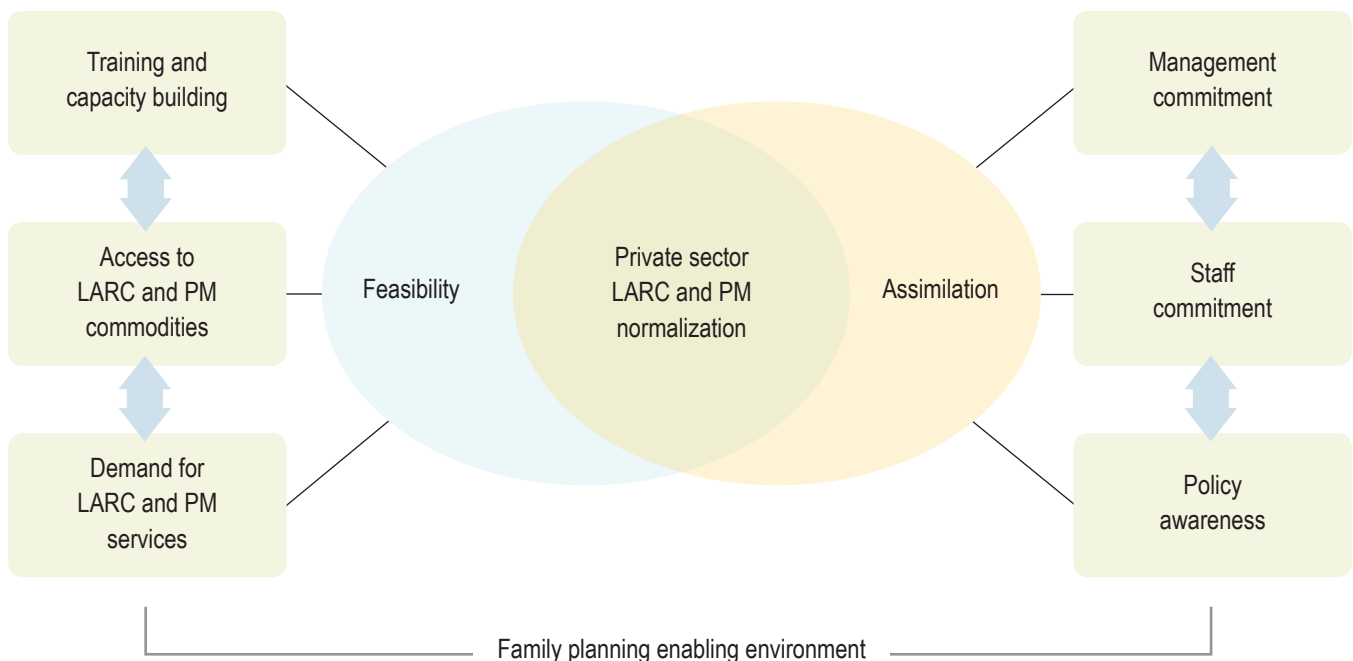 Training and
capacity building
Access to
LARC and PM
commodities
Demand for
LARC and PM
services
Feasibility
Private sector
LARC and PM
normalization
Assimilation
Management
commitment
Staff
commitment
Policy
awareness
Family planning enabling environment